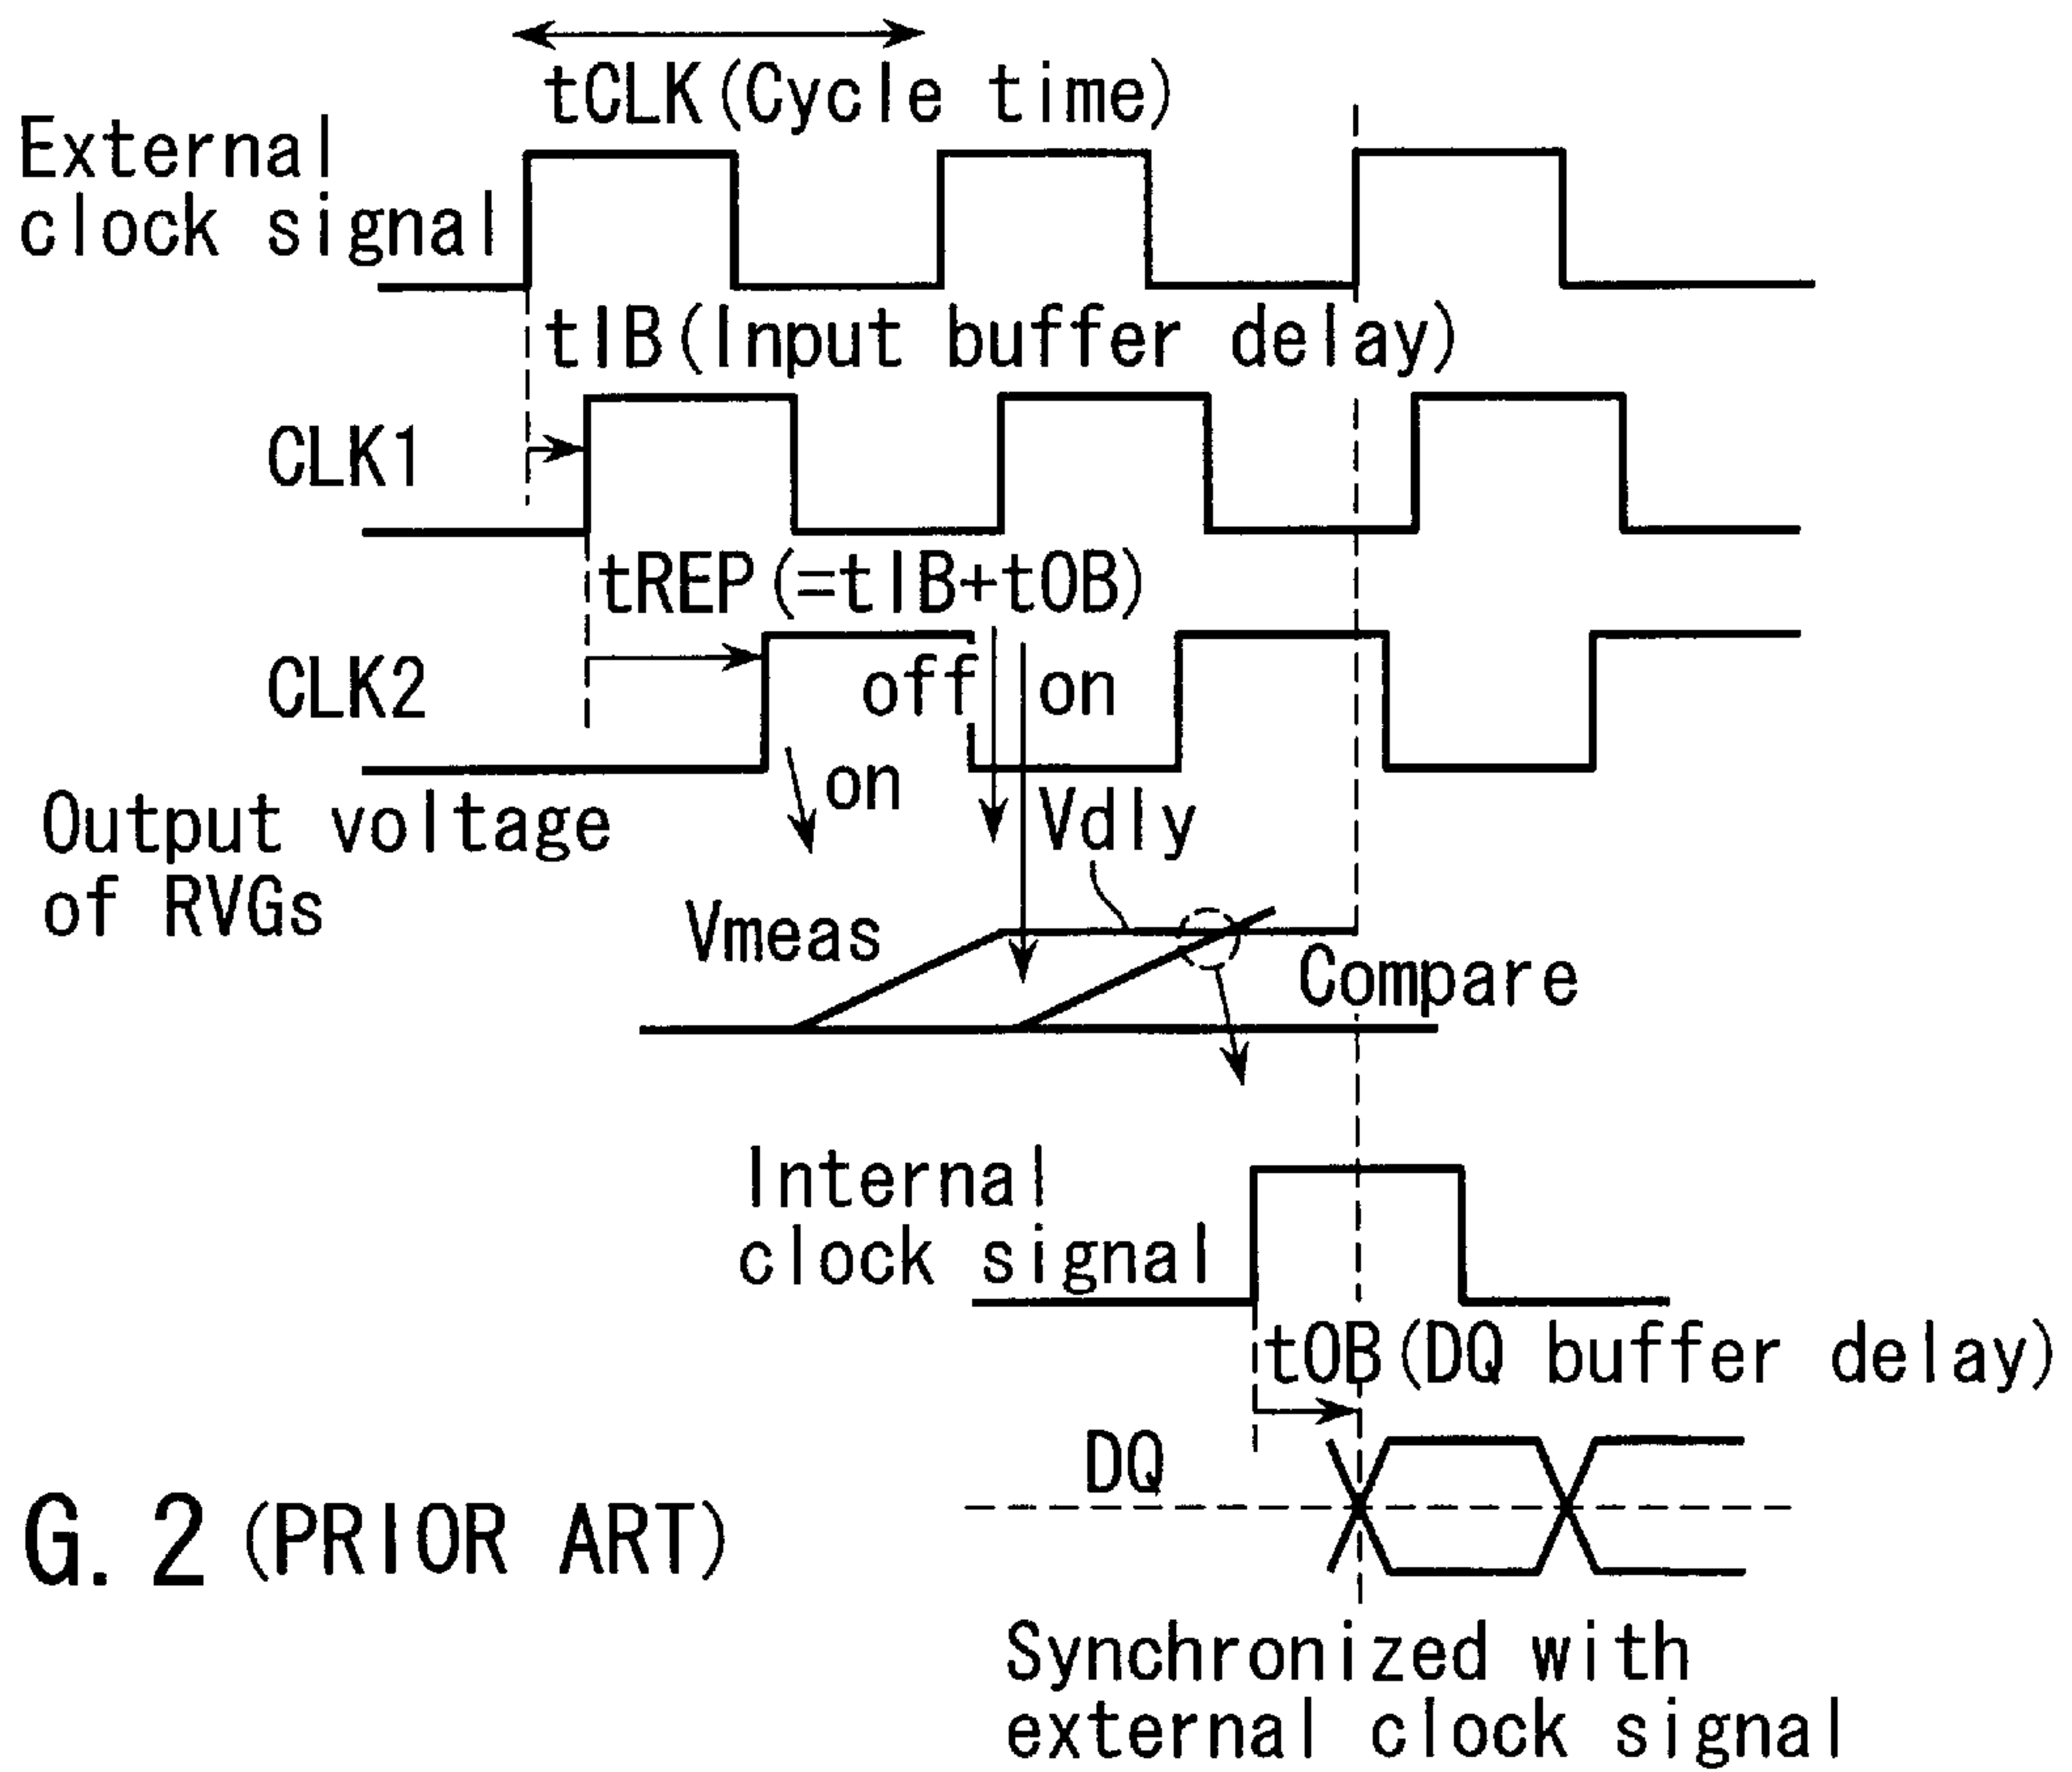 tCLK(Cycle time)
External
clock signal
tIB(Input buffer delay)
CLK1
tREP(=tIB+tOB)
CLK2
off
on
on
Output voltage
of RVGs
Vdly
Vmeas
Compare
Internal
clock signal
tOB(DQ buffer delay)
DQ
G. 2 (PRIOR ART)
Synchronized with
external clock signal